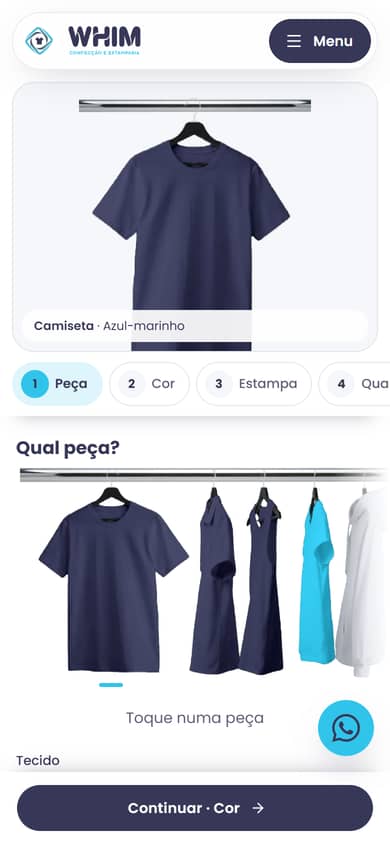 WHIM
CONFECÇÃO E ESTAMPARIA
Menu
Camiseta · Azul-marinho
1 Peça
2 Cor
3 Estampa
4 Qua
Qual peça?
Toque numa peça
Tecido
Continuar · Cor →